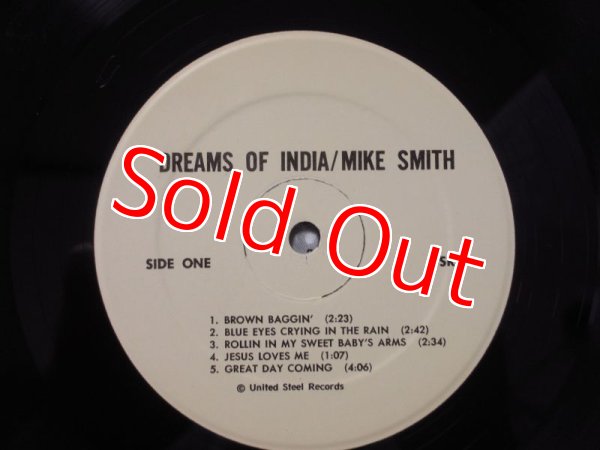 DREAMS OF INDIA/MIKE SMITH
Sold Out
SIDE ONE
1. BROWN BAGGIN' (2:23)
2. BLUE EYES CRYING IN THE RAIN (2:42)
3. ROLLIN IN MY SWEET BABY'S ARMS (2:34)
4. JESUS LOVES ME (1:07)
5. GREAT DAY COMING (4:06)
© United Steel Records